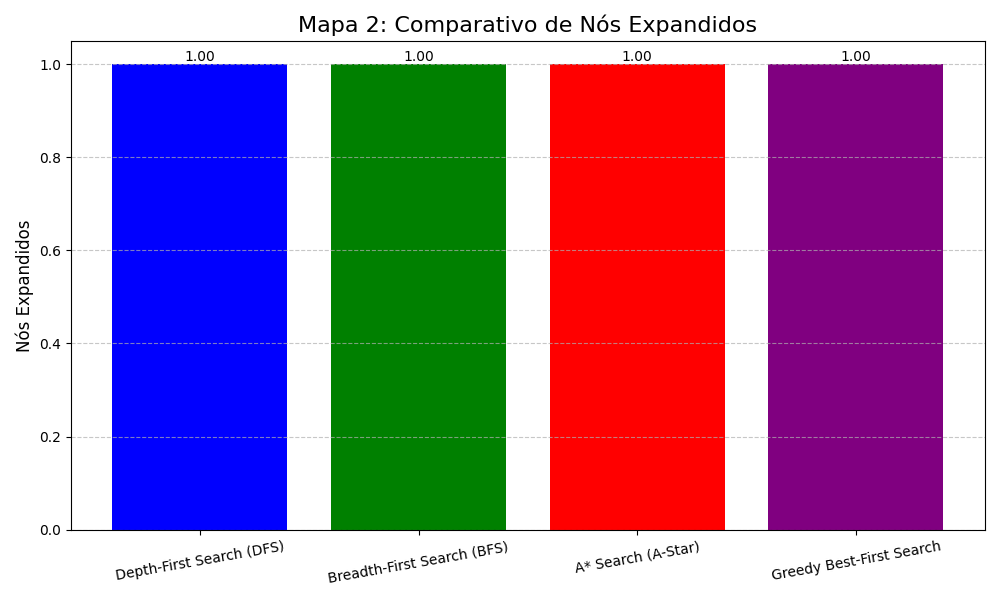 Mapa 2: Comparativo de Nós Expandidos
1.00 1.00 1.00 1.00
Nós Expandidos
1.0
0.8
0.6
0.4
0.2
0.0
Depth-First Search (DFS)
Breadth-First Search (BFS)
A* Search (A-Star)
Greedy Best-First Search